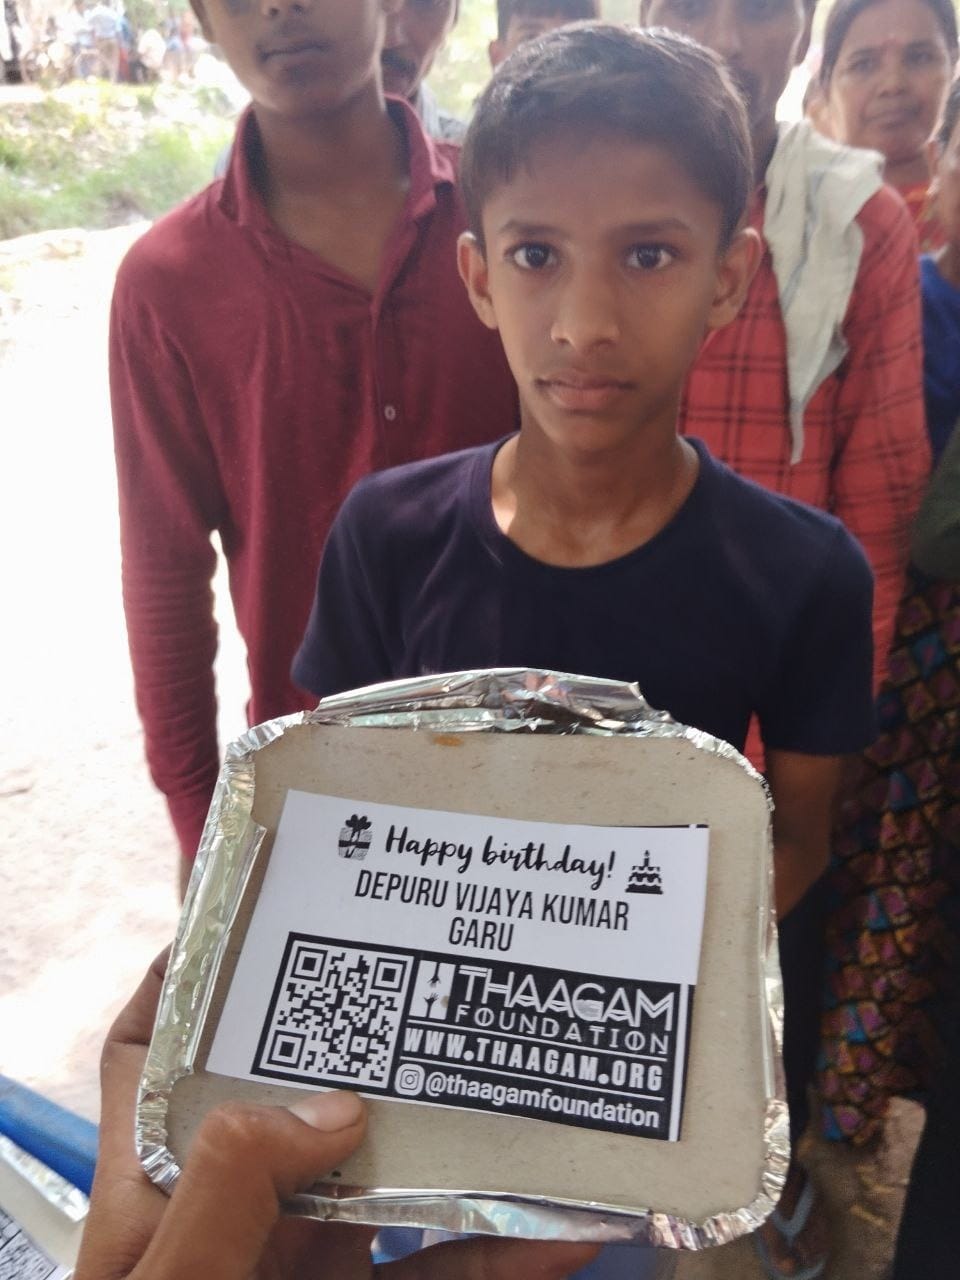 Happy birthday!
DEPURU VIJAYA KUMAR
GARU
THAAGAM
FOUNDATION
WWW.THAAGAM.ORG
@thaagamfoundation